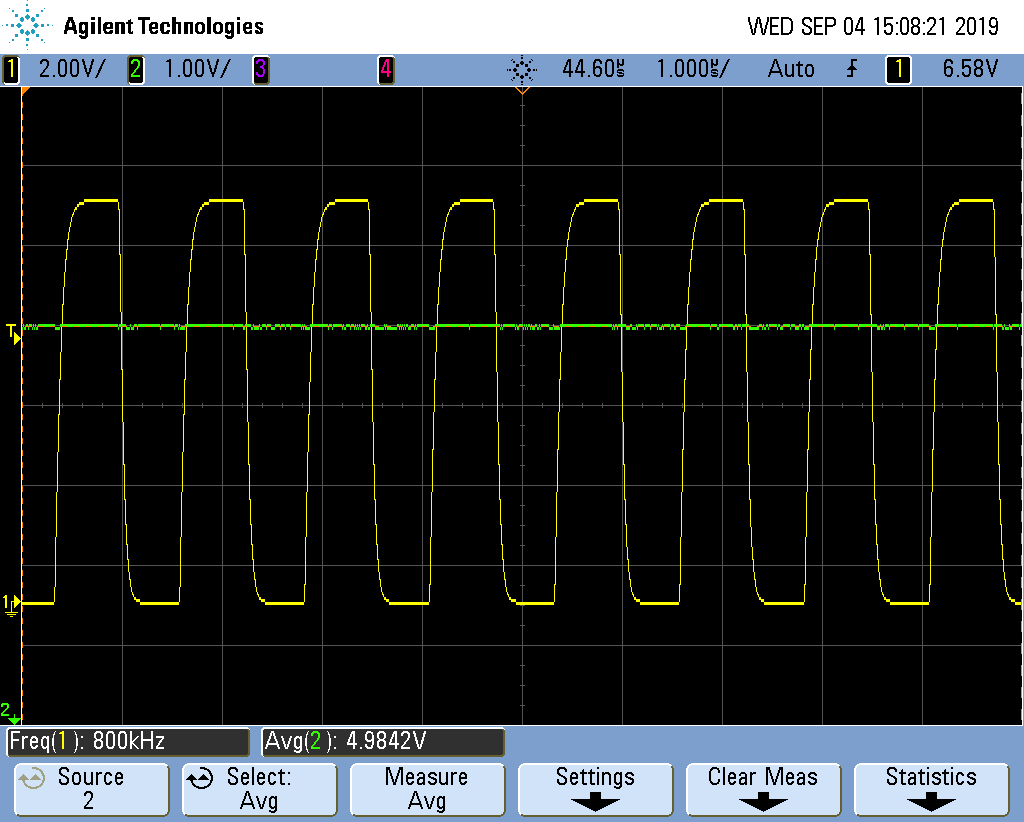 Agilent Technologies WED SEP 04 15:08:21 2019
1 2.00V/ 2 1.00V/ 3 4 44.60µs 1.000µs/ Auto 1 6.58V
T
1
2
Freq(1): 800kHz Avg(2): 4.9842V
Source Select: Measure Settings Clear Meas Statistics
2 Avg Avg